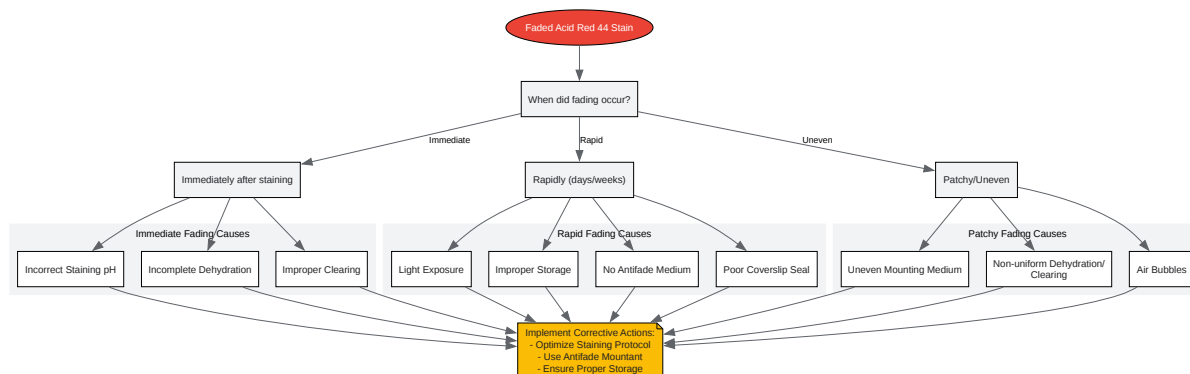 Faded Acid Red 44 Stain
When did fading occur?
Immediate
Rapid
Uneven
Immediately after staining
Rapidly (days/weeks)
Patchy/Uneven
Immediate Fading Causes
Rapid Fading Causes
Patchy Fading Causes
Incorrect Staining pH
Incomplete Dehydration
Improper Clearing
Light Exposure
Improper Storage
No Antifade Medium
Poor Coverslip Seal
Uneven Mounting Medium
Non-uniform Dehydration/
Clearing
Air Bubbles
Implement Corrective Actions:
- Optimize Staining Protocol
- Use Antifade Mountant
- Ensure Proper Storage